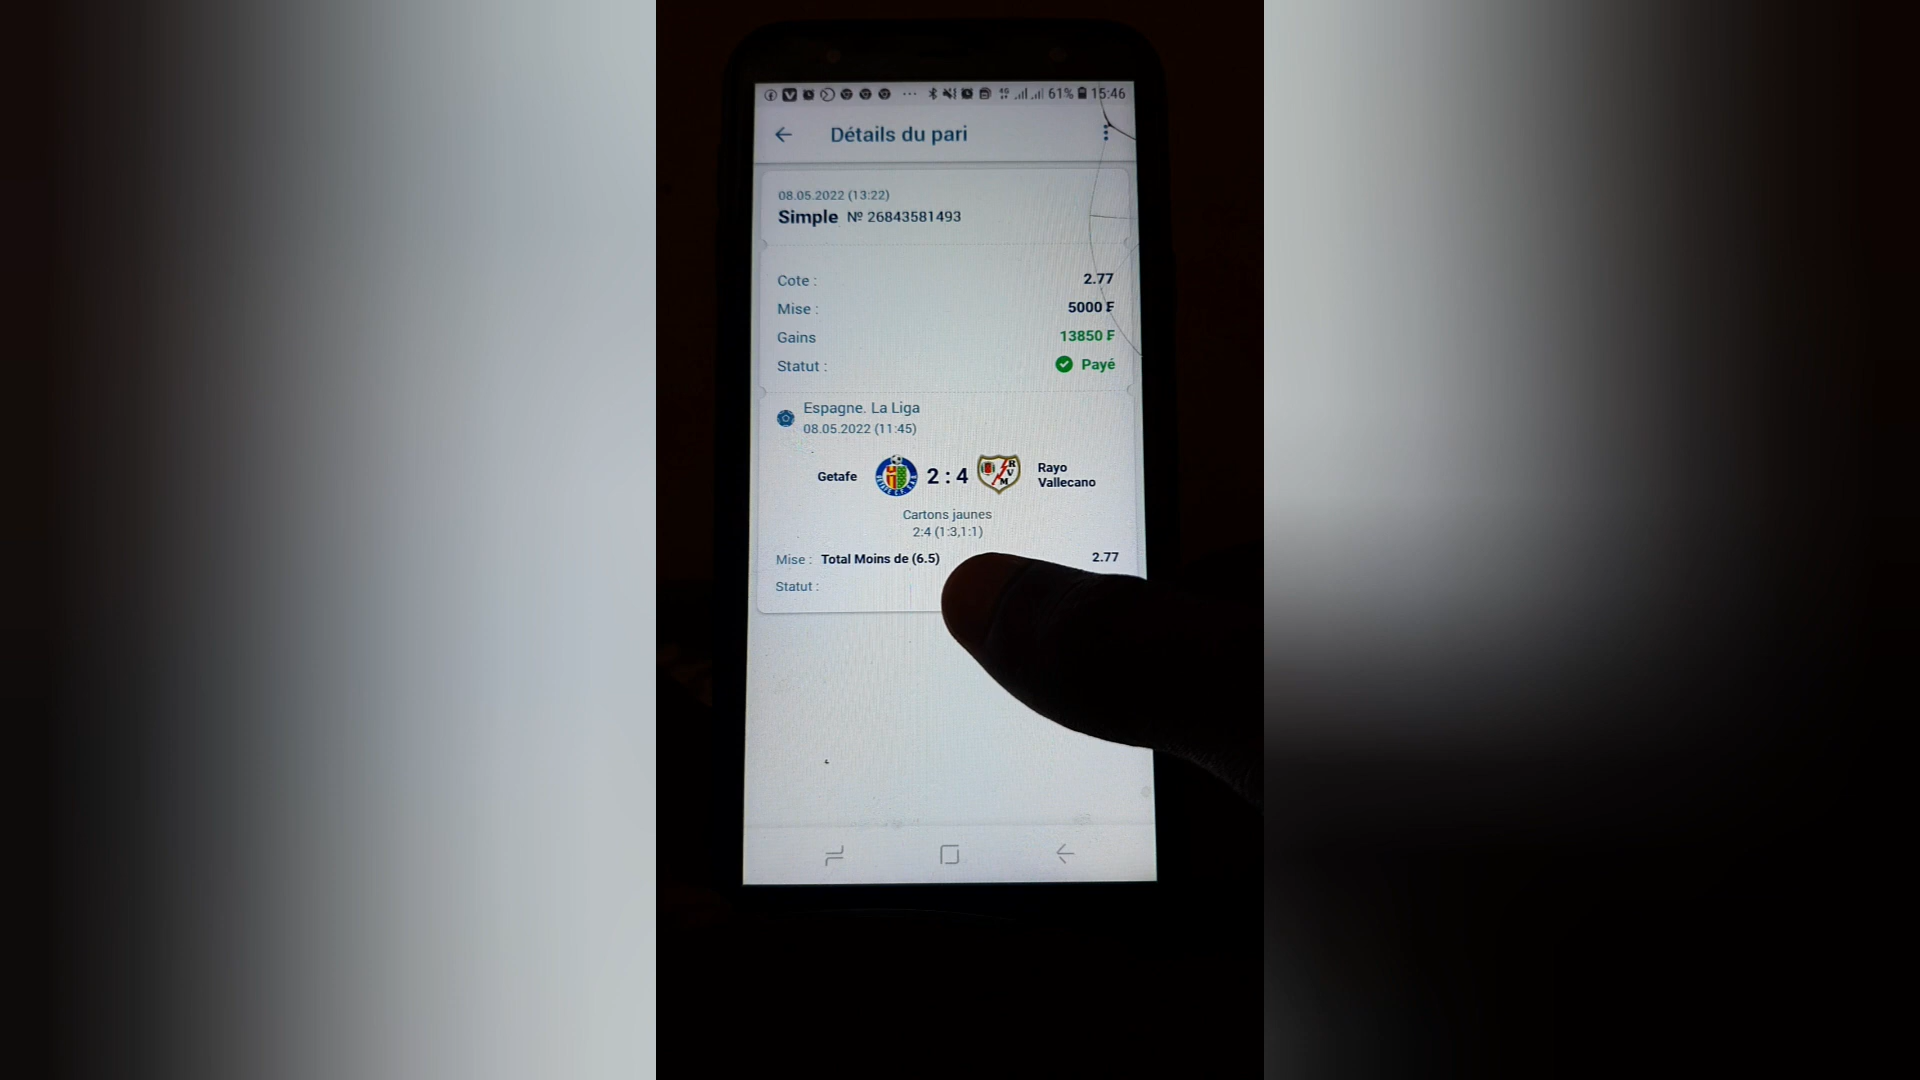 61% 15:46
Détails du pari
08.05.2022 (13:22)
Simple № 26843581493
Cote : 2.77
Mise : 5000 ₣
Gains 13850 ₣
Statut : Payé
Espagne. La Liga
08.05.2022 (11:45)
Getafe 2 : 4 Rayo Vallecano
Cartons jaunes
2:4 (1:3,1:1)
Mise : Total Moins de (6.5) 2.77
Statut :